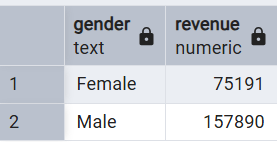 gender revenue
text numeric
1 Female 75191
2 Male 157890